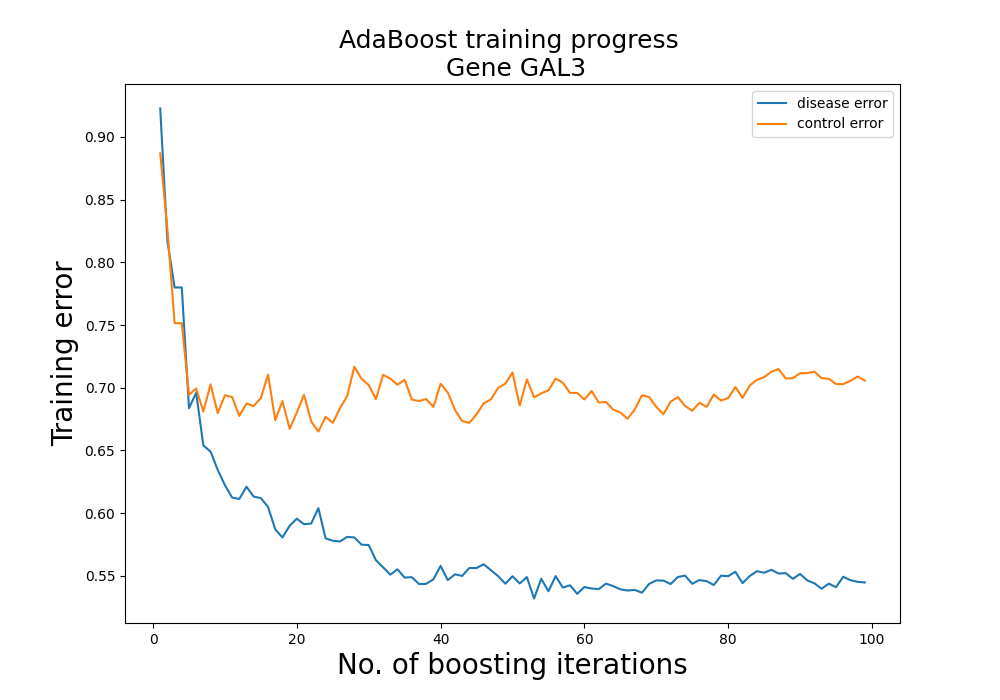 AdaBoost training progress
Gene GAL3
disease error
control error
Training error
0.90
0.85
0.80
0.75
0.70
0.65
0.60
0.55
0
20
40
60
80
100
No. of boosting iterations